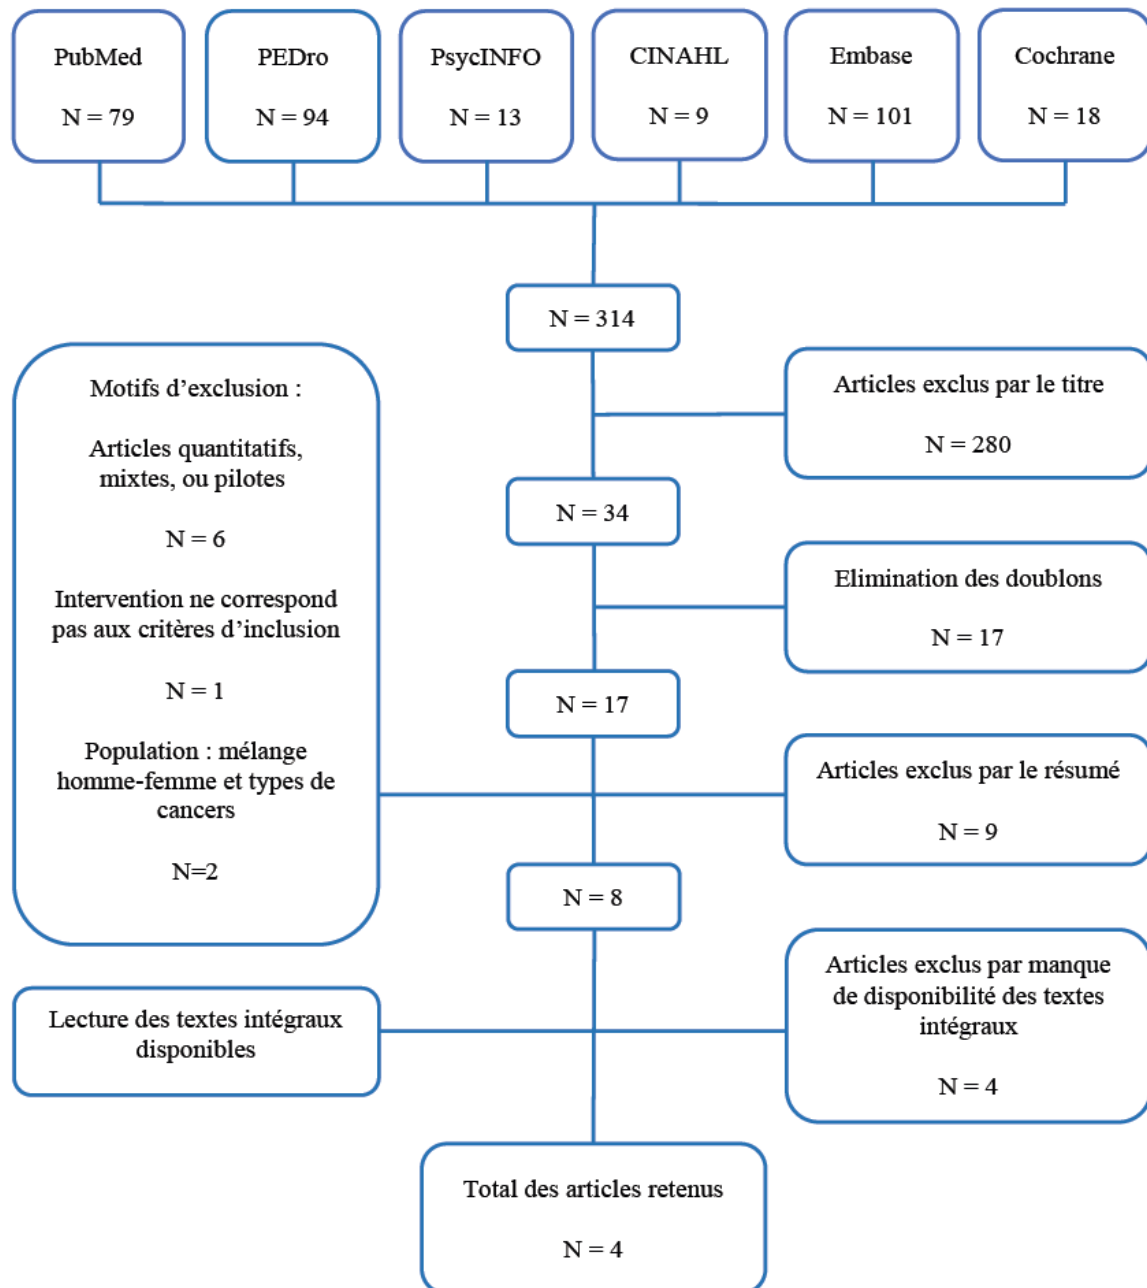 PubMed
N = 79
PEDro
N = 94
PsycINFO
N = 13
CINAHL
N = 9
Embase
N = 101
Cochrane
N = 18
N = 314
Articles exclus par le titre
N = 280
N = 34
Elimination des doublons
N = 17
N = 17
Motifs d’exclusion :
Articles quantitatifs,
mixtes, ou pilotes
N = 6
Intervention ne correspond
pas aux critères d’inclusion
N = 1
Population : mélange
homme-femme et types de
cancers
N=2
Articles exclus par le résumé
N = 9
N = 8
Lecture des textes intégraux
disponibles
Articles exclus par manque
de disponibilité des textes
intégraux
N = 4
Total des articles retenus
N = 4